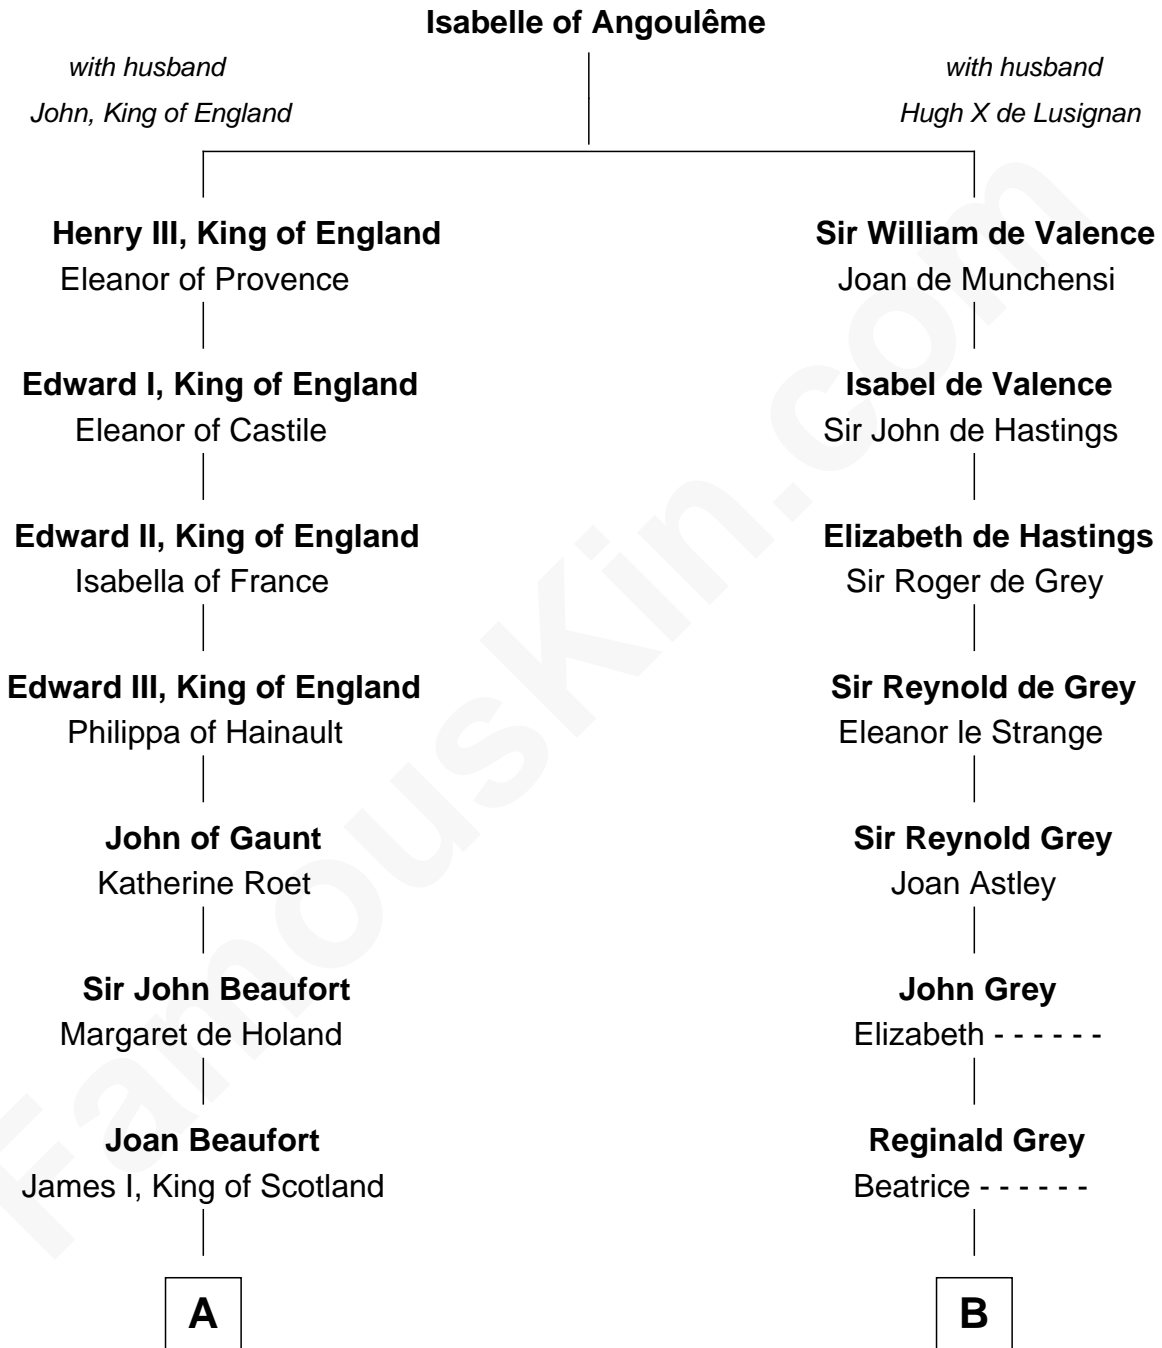 Isabelle of Angoulême
with husband
John, King of England
with husband
Hugh X de Lusignan
Henry III, King of England
Eleanor of Provence
Sir William de Valence
Joan de Munchensi
Edward I, King of England
Eleanor of Castile
Isabel de Valence
Sir John de Hastings
Edward II, King of England
Isabella of France
Elizabeth de Hastings
Sir Roger de Grey
Edward III, King of England
Philippa of Hainault
Sir Reynold de Grey
Eleanor le Strange
John of Gaunt
Katherine Roet
Sir Reynold Grey
Joan Astley
Sir John Beaufort
Margaret de Holand
John Grey
Elizabeth - - - - - -
Joan Beaufort
James I, King of Scotland
Reginald Grey
Beatrice - - - - - -
A
B
FamousKin.com